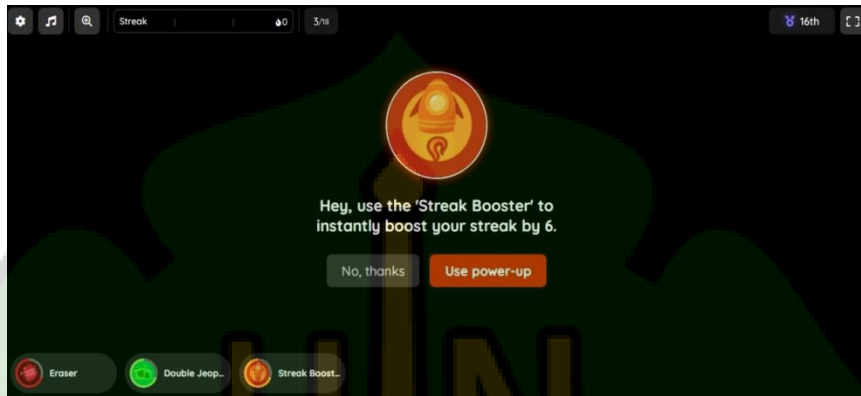 Streak 0 3/18 16th
Hey, use the 'Streak Booster' to
instantly boost your streak by 6.
No, thanks Use power-up
Eraser Double Jeop... Streak Boost...
UIN